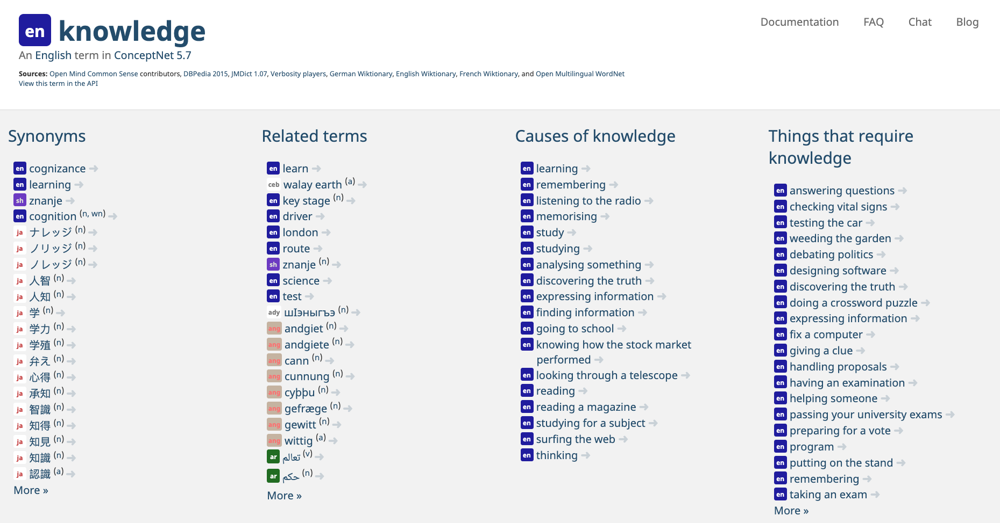 en knowledge
Documentation FAQ Chat Blog
An English term in ConceptNet 5.7
Sources: Open Mind Common Sense contributors, DBPedia 2015, JMDict 1.07, Verbosity players, German Wiktionary, English Wiktionary, French Wiktionary, and Open Multilingual WordNet
View this term in the API
Synonyms
en cognizance ➜
en learning ➜
sh znanje ➜
en cognition (n, wn) ➜
ja ナレッジ (n) ➜
ja ノリッジ (n) ➜
ja ノレッジ (n) ➜
ja 人智 (n) ➜
ja 人知 (n) ➜
ja 学 (n) ➜
ja 学力 (n) ➜
ja 学殖 (n) ➜
ja 弁え (n) ➜
ja 心得 (n) ➜
ja 承知 (n) ➜
ja 智識 (n) ➜
ja 知得 (n) ➜
ja 知見 (n) ➜
ja 知識 (n) ➜
ja 認識 (a) ➜
More »
Related terms
en learn ➜
ceb walay earth (a) ➜
en key stage (n) ➜
en driver ➜
en london ➜
en route ➜
sh znanje (n) ➜
en science ➜
en test ➜
ady шӏэныгъэ (n) ➜
ang andgiet (n) ➜
ang andgiete (n) ➜
ang cann (n) ➜
ang cunnung (n) ➜
ang cyþþu (n) ➜
ang gefræge (n) ➜
ang gewitt (n) ➜
ang wittig (a) ➜
ar تعالم (v) ➜
ar حكم (n) ➜
More »
Causes of knowledge
en learning ➜
en remembering ➜
en listening to the radio ➜
en memorising ➜
en study ➜
en studying ➜
en analysing something ➜
en discovering the truth ➜
en expressing information ➜
en finding information ➜
en going to school ➜
en knowing how the stock market
performed ➜
en looking through a telescope ➜
en reading ➜
en reading a magazine ➜
en studying for a subject ➜
en surfing the web ➜
en thinking ➜
Things that require
knowledge
en answering questions ➜
en checking vital signs ➜
en testing the car ➜
en weeding the garden ➜
en debating politics ➜
en designing software ➜
en discovering the truth ➜
en doing a crossword puzzle ➜
en expressing information ➜
en fix a computer ➜
en giving a clue ➜
en handling proposals ➜
en having an examination ➜
en helping someone ➜
en passing your university exams ➜
en preparing for a vote ➜
en program ➜
en putting on the stand ➜
en remembering ➜
en taking an exam ➜
More »